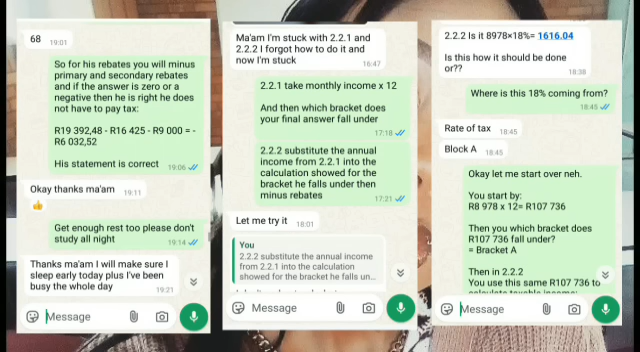 68 19:01
So for his rebates you will minus
primary and secondary rebates
and if the answer is zero or a
negative then he is right he does
not have to pay tax:
R19 392,48 - R16 425 - R9 000 = -
R6 032,52
His statement is correct 19:06
Okay thanks ma'am 19:11
Get enough rest too please don't
study all night 19:14
Thanks ma'am I will make sure I
sleep early today plus I've been
busy the whole day 19:21
Message
Ma'am I'm stuck with 2.2.1 and
2.2.2 I forgot how to do it and
now I'm stuck 16:47
2.2.1 take monthly income x 12
And then which bracket does
your final answer fall under 17:18
2.2.2 substitute the annual
income from 2.2.1 into the
calculation showed for the
bracket he falls under then
minus rebates 17:21
Let me try it 18:01
You
2.2.2 substitute the annual income
from 2.2.1 into the calculation
showed for the bracket he falls un...
Message
2.2.2 Is it 8978×18%= 1616.04
Is this how it should be done
or?? 18:38
Where is this 18% coming from?
18:45
Rate of tax 18:45
Block A 18:45
Okay let me start over neh.
You start by:
R8 978 x 12= R107 736
Then you which bracket does
R107 736 fall under?
= Bracket A
Then in 2.2.2
You use this same R107 736 to
calculate taxable income:
Message